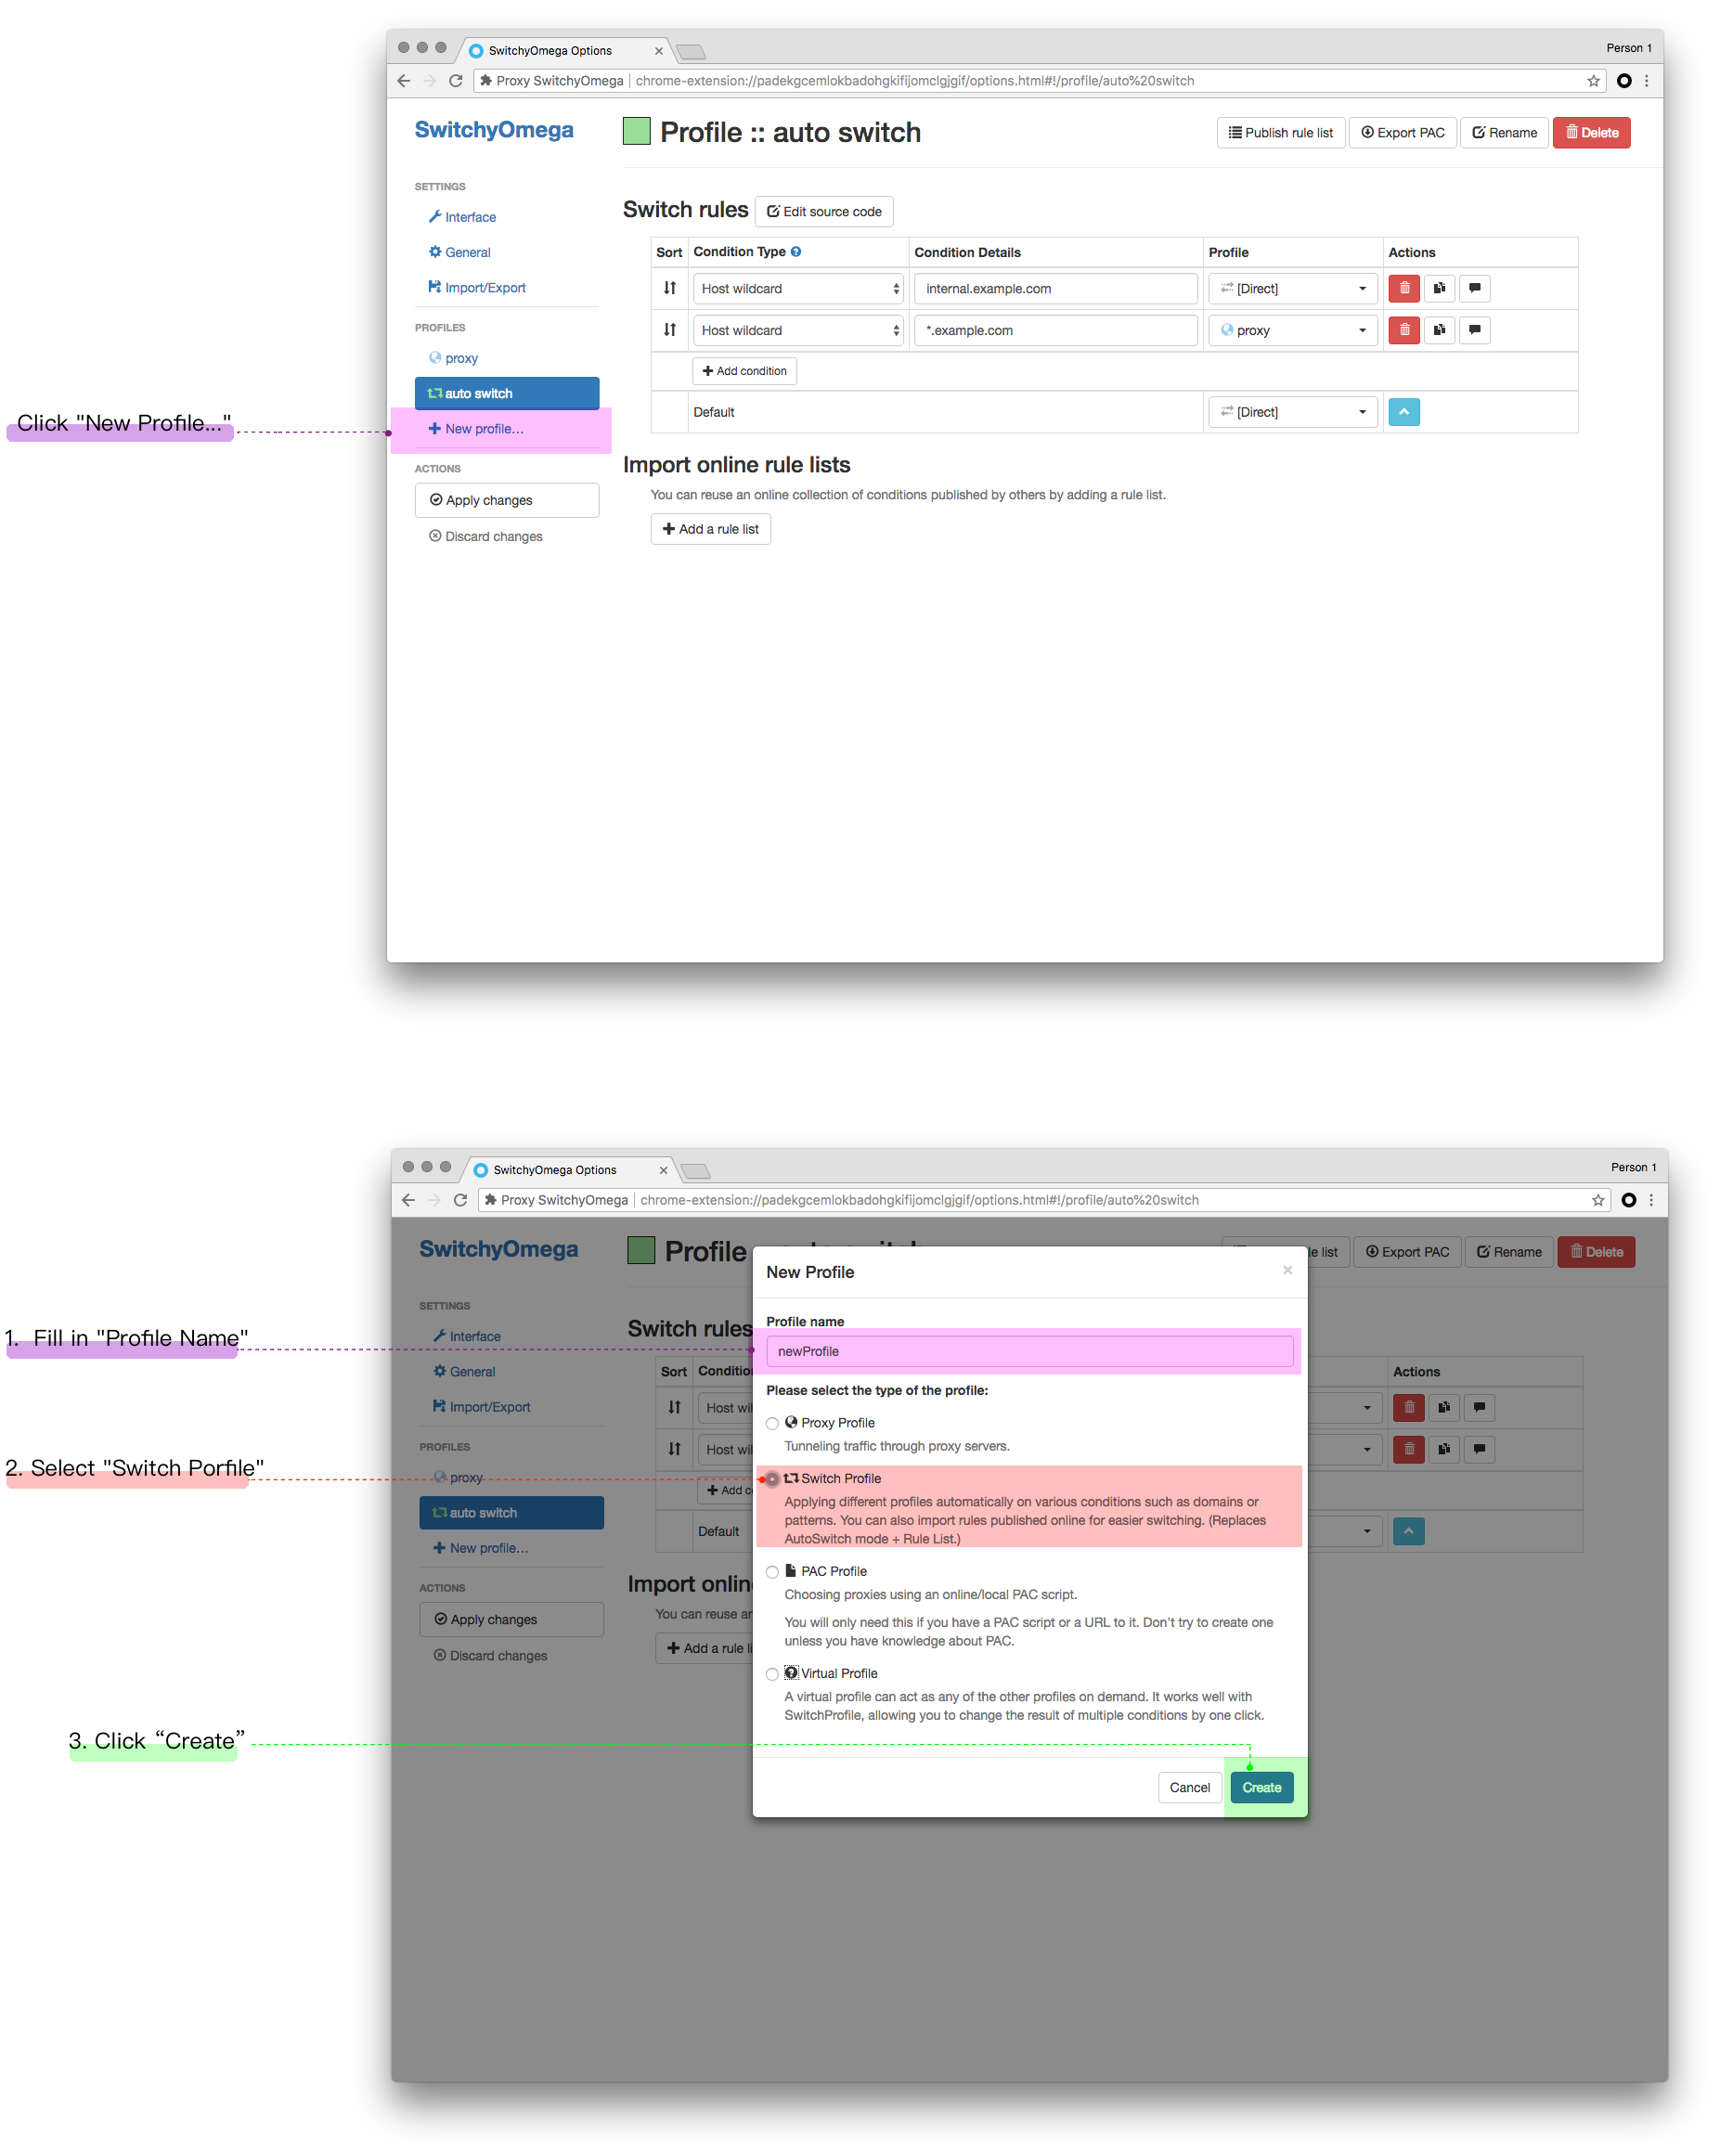 SwitchyOmega Options
Person 1
Proxy SwitchyOmega | chrome-extension://padekgcemlokbadohgkifijomclgjgif/options.html#!/profile/auto%20switch
SwitchyOmega
Profile :: auto switch
Publish rule list
Export PAC
Rename
Delete
SETTINGS
Interface
General
Import/Export
PROFILES
proxy
auto switch
New profile...
ACTIONS
Apply changes
Discard changes
Click "New Profile..."
Switch rules
Edit source code
Sort Condition Type Condition Details Profile Actions
Host wildcard internal.example.com [Direct]
Host wildcard *.example.com proxy
Add condition
Default [Direct]
Import online rule lists
You can reuse an online collection of conditions published by others by adding a rule list.
Add a rule list
SwitchyOmega Options
Person 1
Proxy SwitchyOmega | chrome-extension://padekgcemlokbadohgkifijomclgjgif/options.html#!/profile/auto%20switch
SwitchyOmega
Profile
le list
Export PAC
Rename
Delete
SETTINGS
Interface
General
Import/Export
PROFILES
proxy
auto switch
New profile...
ACTIONS
Apply changes
Discard changes
Switch rules
Sort Conditio Actions
Host wil
Host wil
Add co
Default
Import onlin
You can reuse an
Add a rule li
1. Fill in "Profile Name"
2. Select "Switch Porfile"
3. Click “Create”
New Profile
Profile name
newProfile
Please select the type of the profile:
Proxy Profile
Tunneling traffic through proxy servers.
Switch Profile
Applying different profiles automatically on various conditions such as domains or
patterns. You can also import rules published online for easier switching. (Replaces
AutoSwitch mode + Rule List.)
PAC Profile
Choosing proxies using an online/local PAC script.
You will only need this if you have a PAC script or a URL to it. Don't try to create one
unless you have knowledge about PAC.
Virtual Profile
A virtual profile can act as any of the other profiles on demand. It works well with
SwitchProfile, allowing you to change the result of multiple conditions by one click.
Cancel
Create